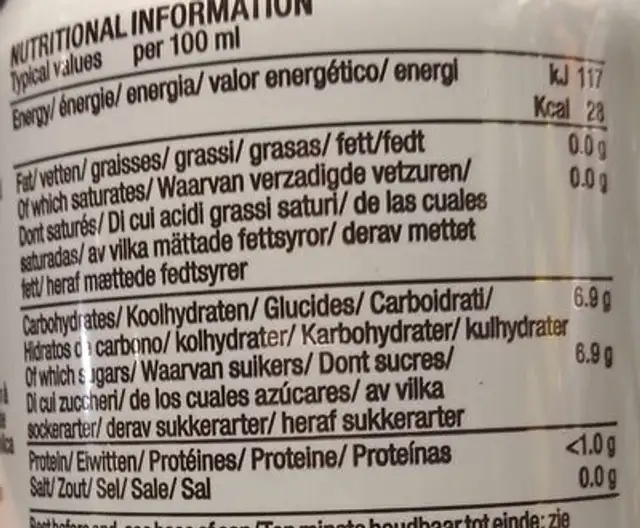 NUTRITIONAL INFORMATION
Typical values per 100 ml
Energy/ énergie/ energia/ valor energético/ energi kJ 117
Kcal 28
Fat/ vetten/ graisses/ grassi/ grasas/ fett/fedt 0.0 g
Of which saturates/ Waarvan verzadigde vetzuren/ 0.0 g
Dont saturés/ Di cui acidi grassi saturi/ de las cuales
saturadas/ av vilka mättade fettsyror/ derav mettet
fett/ heraf mættede fedtsyrer
Carbohydrates/ Koolhydraten/ Glucides/ Carboidrati/ 6.9 g
Hidratos de carbono/ kolhydrater/ Karbohydrater/ kulhydrater
Of which sugars/ Waarvan suikers/ Dont sucres/ 6.9 g
Di cui zuccheri/ de los cuales azúcares/ av vilka
sockerarter/ derav sukkerarter/ heraf sukkerarter
Protein/ Eiwitten/ Protéines/ Proteine/ Proteínas <1.0 g
Salt/ Zout/ Sel/ Sale/ Sal 0.0 g
houdbaar tot einde: zie